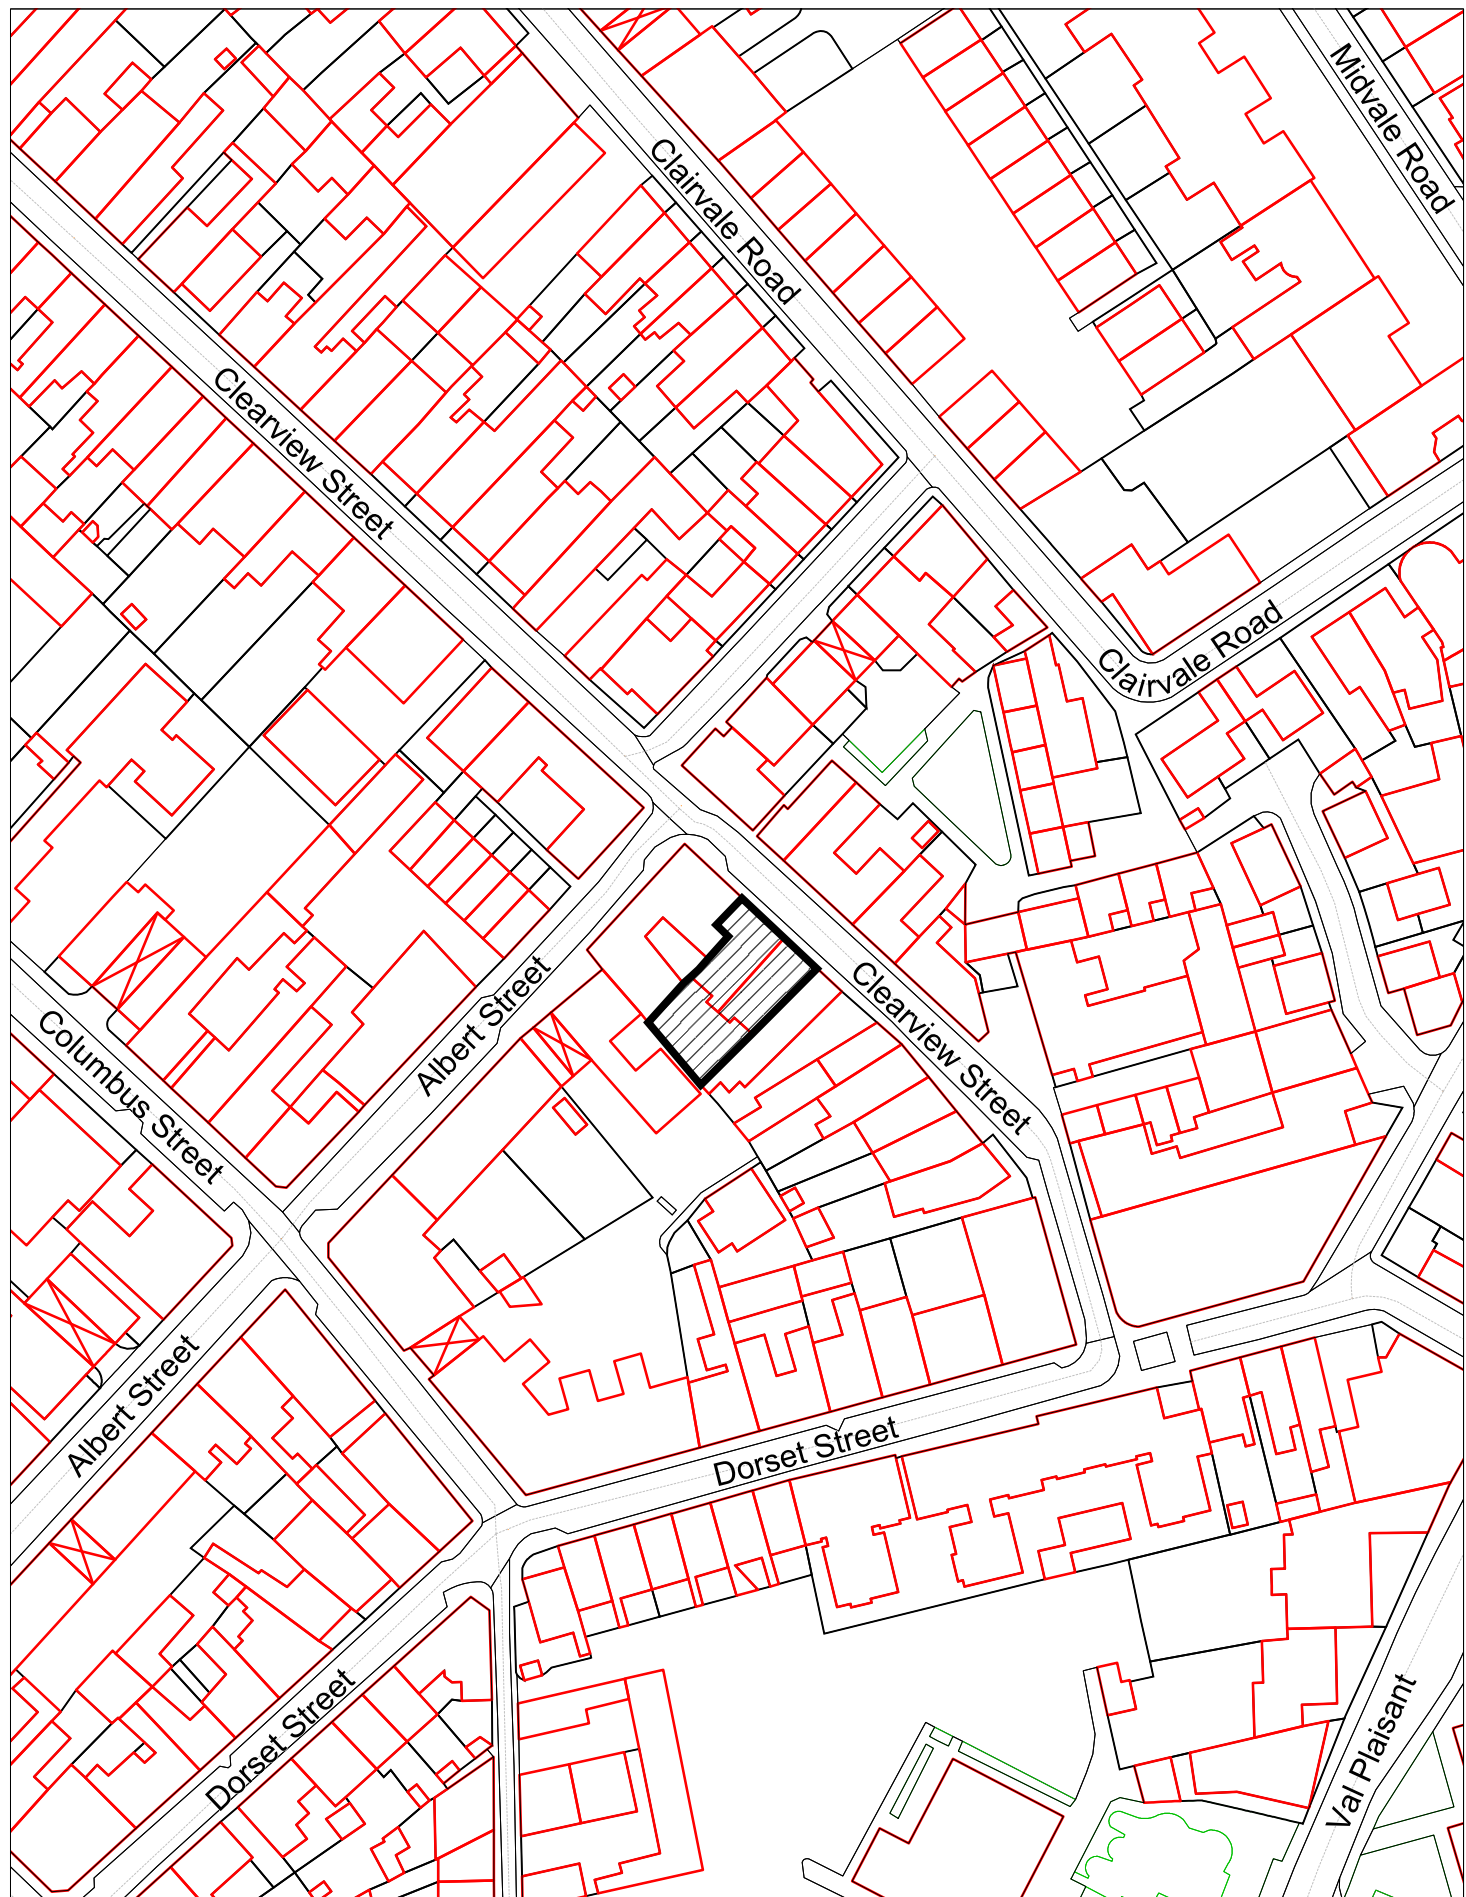 Midvale Road
Clairvale Road
Clearview Street
Clairvale Road
Clearview Street
Albert Street
Columbus Street
Albert Street
Dorset Street
Dorset Street
Val Plaisant